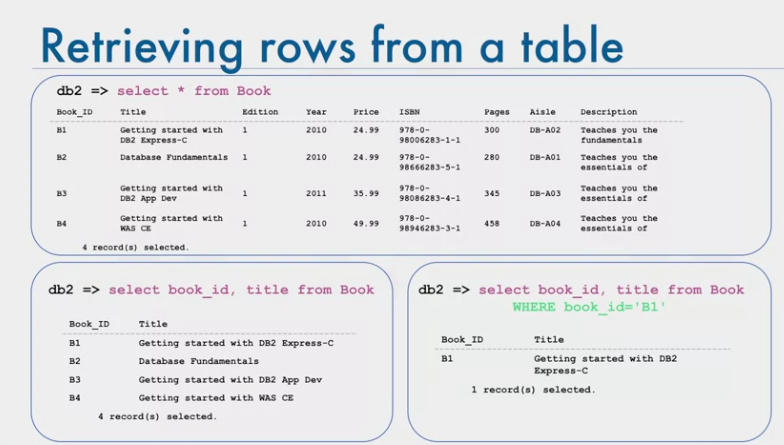 Retrieving rows from a table
db2 => select * from Book
Book_ID Title Edition Year Price ISBN Pages Aisle Description
B1 Getting started with DB2 Express-C 1 2010 24.99 978-0-98006283-1-1 300 DB-A02 Teaches you the fundamentals
B2 Database Fundamentals 1 2010 24.99 978-0-98666283-5-1 280 DB-A01 Teaches you the essentials of
B3 Getting started with DB2 App Dev 1 2011 35.99 978-0-98086283-4-1 345 DB-A03 Teaches you the essentials of
B4 Getting started with WAS CE 1 2010 49.99 978-0-98946283-3-1 458 DB-A04 Teaches you the essentials of
4 record(s) selected.
db2 => select book_id, title from Book
Book_ID Title
B1 Getting started with DB2 Express-C
B2 Database Fundamentals
B3 Getting started with DB2 App Dev
B4 Getting started with WAS CE
4 record(s) selected.
db2 => select book_id, title from Book
WHERE book_id='B1'
Book_ID Title
B1 Getting started with DB2
Express-C
1 record(s) selected.